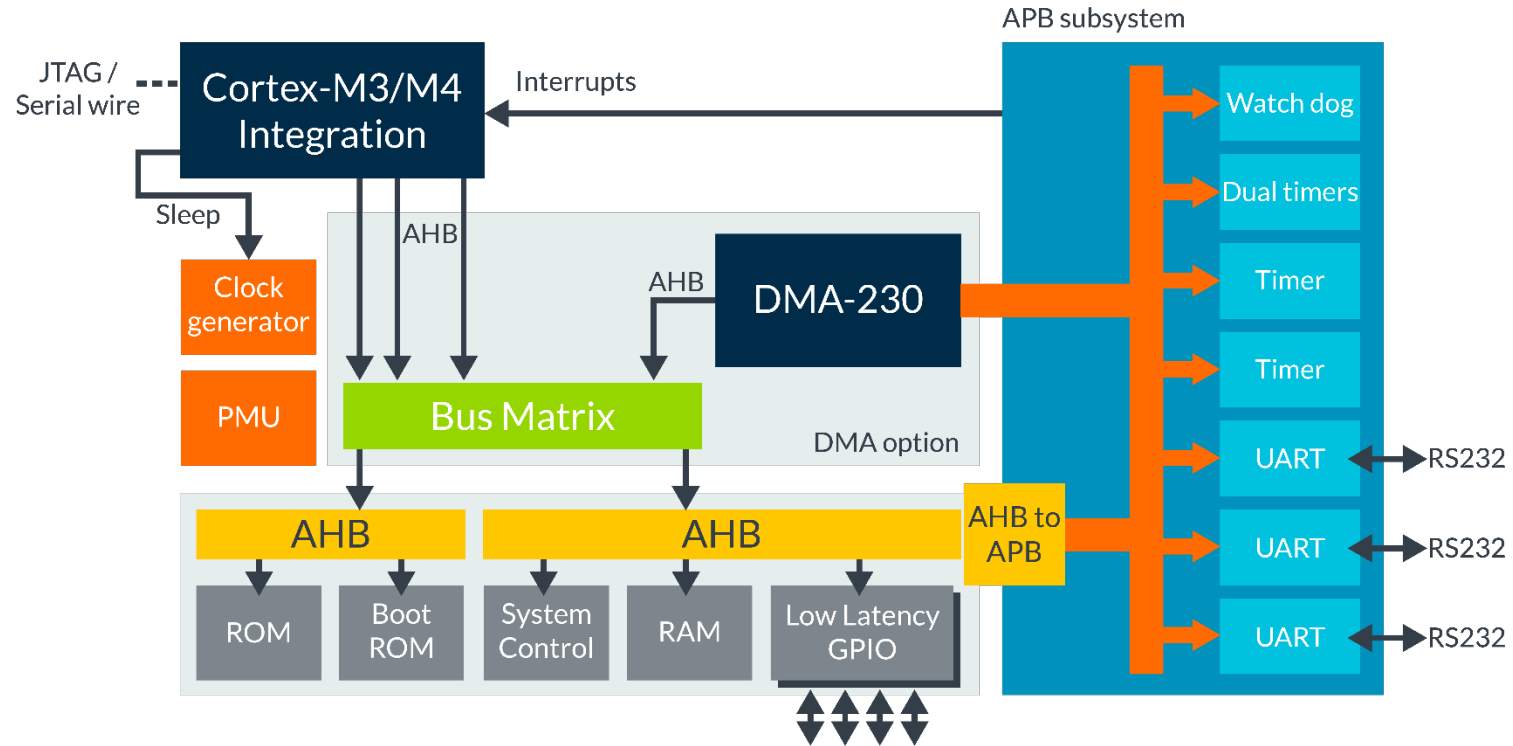 APB subsystem
JTAG /
Serial wire
Cortex-M3/M4
Integration
Interrupts
Watch dog
Dual timers
Sleep
AHB
AHB
DMA-230
Clock
generator
Timer
Timer
PMU
Bus Matrix
DMA option
UART
RS232
AHB
AHB
AHB to
APB
UART
RS232
ROM
Boot
ROM
System
Control
RAM
Low Latency
GPIO
UART
RS232